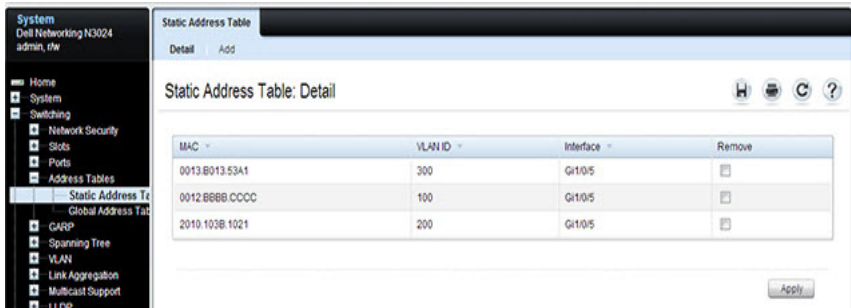 System
Dell Networking N3024
admin, r/w
Static Address Table
Detail Add
Home
System
Switching
Network Security
Slots
Ports
Address Tables
Static Address Ta
Global Address Tab
GARP
Spanning Tree
VLAN
Link Aggregation
Multicast Support
LLDP
Static Address Table: Detail
MAC VLAN ID Interface Remove
0013.B013.53A1 300 Gi1/0/5
0012.BBBB.CCCC 100 Gi1/0/5
2010.103B.1021 200 Gi1/0/5
Apply